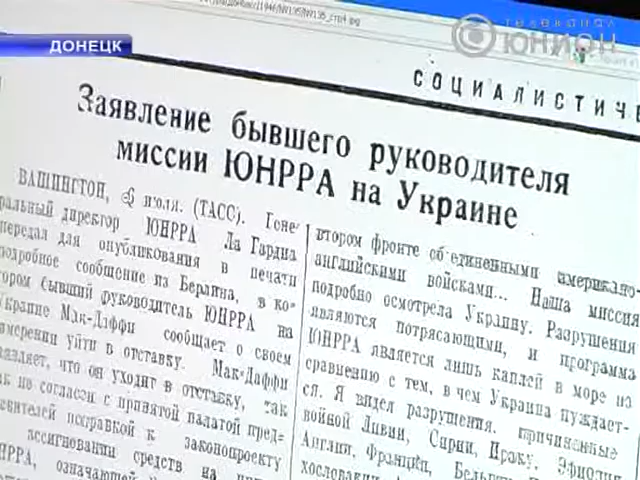 ДОНЕЦК
ТЕЛЕКАНАЛ
ЮНИОН
СОЦИАЛИСТИЧЕ
Заявление бывшего руководителя
миссии ЮНРРА на Украине
ВАШИНГТОН, 6 июля. (ТАСС). Гене-
ральный директор ЮНРРА Ла Гардиа
передал для опубликования в печати
подробное сообщение из Берлина, в ко-
тором бывший руководитель ЮНРРА на
Украине Мак-Даффи сообщает о своем
намерении уйти в отставку. Мак-Даффи
заявляет, что он уходит в отставку, так
как не согласен с принятой палатой пред-
ставителей поправкой к законопроекту
ассигновании средств на
ЮНРРА, означающей
втором фронте объединенными американо-
английскими войсками... Наша миссия
подробно осмотрела Украину. Разрушения
являются потрясающими, и программа
ЮНРРА является лишь каплей в море по
сравнению с тем, в чем Украина нуждает-
ся. Я видел разрушения, причиненные
войной Ливии, Сирии, Ираку, Эфиопии
Англии, Франции,